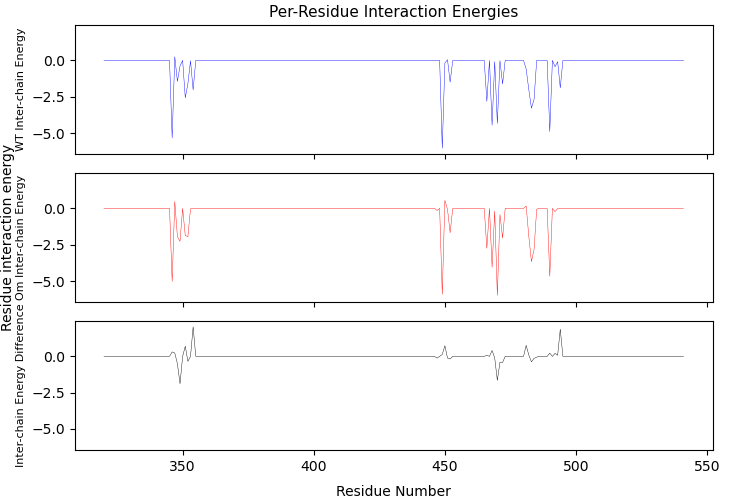 Per-Residue Interaction Energies
Residue interaction energy
WT Inter-chain Energy
0.0
−2.5
−5.0
Om Inter-chain Energy
0.0
−2.5
−5.0
Inter-chain Energy Difference
0.0
−2.5
−5.0
350 400 450 500 550
Residue Number